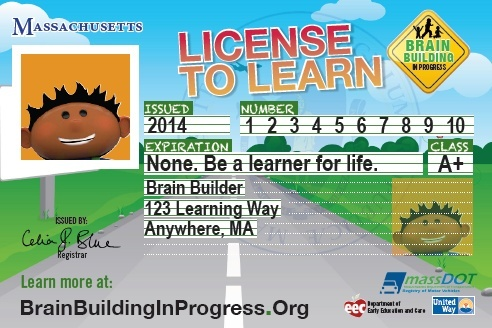 MASSACHUSETTS
LICENSE
TO LEARN
BRAIN
BUILDING
IN PROGRESS
ISSUED
2014
NUMBER
1 2 3 4 5 6 7 8 9 10
EXPIRATION
None. Be a learner for life.
CLASS
A+
Brain Builder
123 Learning Way
Anywhere, MA
ISSUED BY:
Celia J. Blue
Registrar
Learn more at:
BrainBuildingInProgress.Org
massDOT
Registry of Motor Vehicles
eec Department of
Early Education and Care
United
Way